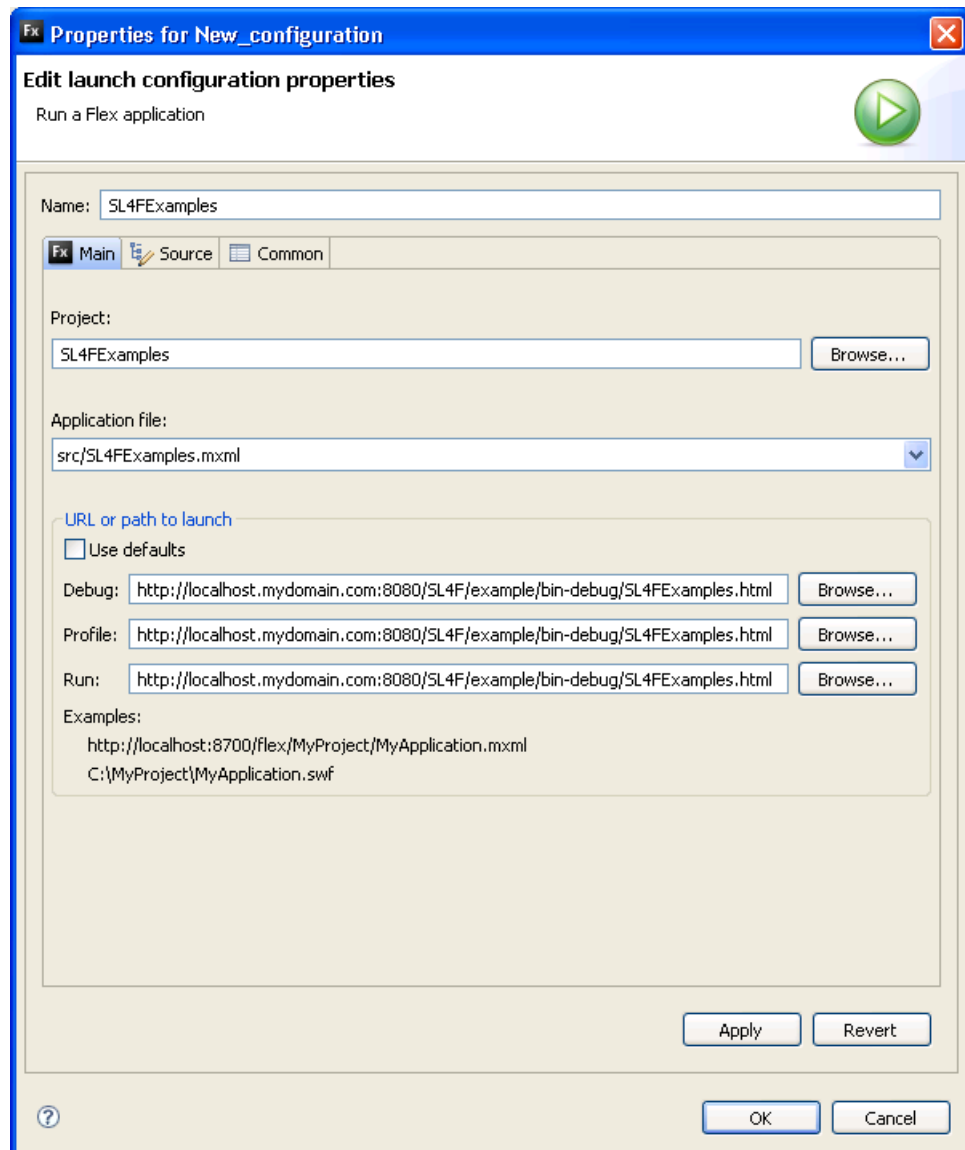 Fx Properties for New_configuration
Edit launch configuration properties
Run a Flex application
Name: SL4FExamples
Fx Main Source Common
Project:
SL4FExamples Browse...
Application file:
src/SL4FExamples.mxml
URL or path to launch
Use defaults
Debug: http://localhost.mydomain.com:8080/SL4F/example/bin-debug/SL4FExamples.html Browse...
Profile: http://localhost.mydomain.com:8080/SL4F/example/bin-debug/SL4FExamples.html Browse...
Run: http://localhost.mydomain.com:8080/SL4F/example/bin-debug/SL4FExamples.html Browse...
Examples:
http://localhost:8700/flex/MyProject/MyApplication.mxml
C:\MyProject\MyApplication.swf
Apply Revert
? OK Cancel